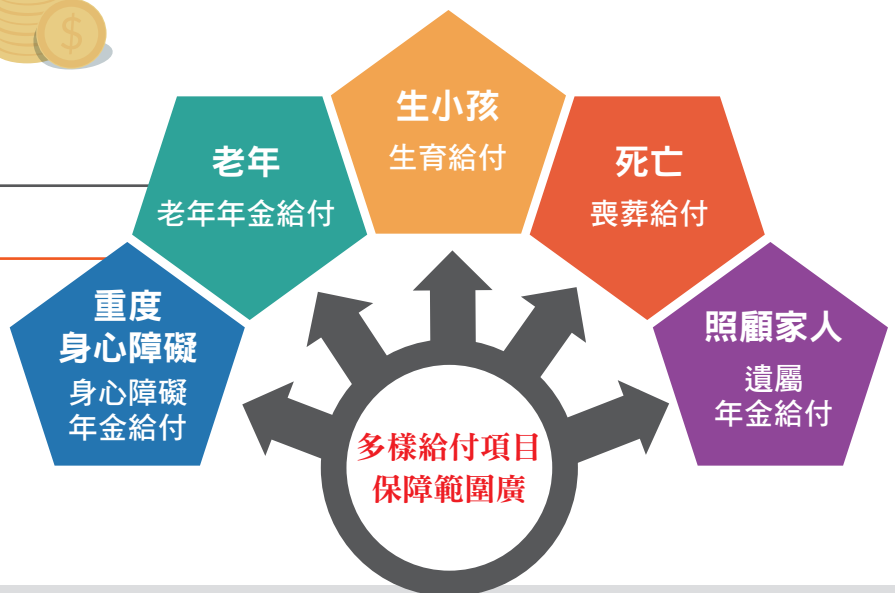 生小孩
生育給付
老年
老年年金給付
死亡
喪葬給付
重度
身心障礙
身心障礙
年金給付
照顧家人
遺屬
年金給付
多樣給付項目
保障範圍廣
$